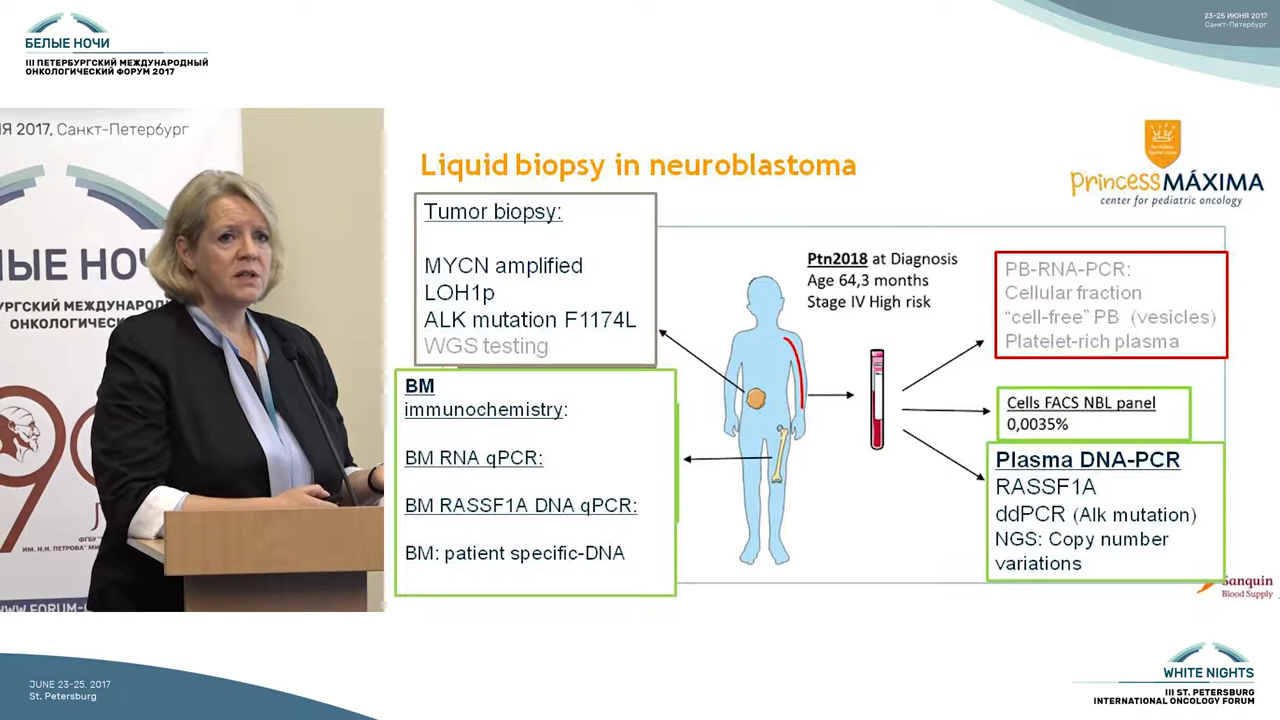 БЕЛЫЕ НОЧИ
III ПЕТЕРБУРГСКИЙ МЕЖДУНАРОДНЫЙ
ОНКОЛОГИЧЕСКИЙ ФОРУМ 2017
23-25 ИЮНЯ 2017
Санкт-Петербург
НЯ 2017, Санкт-Петербург
ЫЕ НОЧ
БУРГСКИЙ МЕЖДУНАРОДН
ОНКОЛОГИЧЕСКИ
ФГБУ
ИМ. Н.Н. ПЕТРОВА" МИ
WWW.FORUM-
Liquid biopsy in neuroblastoma
Princess MÁXIMA
center for pediatric oncology
Tumor biopsy:
MYCN amplified
LOH1p
ALK mutation F1174L
WGS testing
BM
immunochemistry:
BM RNA qPCR:
BM RASSF1A DNA qPCR:
BM: patient specific-DNA
Ptn2018 at Diagnosis
Age 64,3 months
Stage IV High risk
PB-RNA-PCR:
Cellular fraction
“cell-free” PB (vesicles)
Platelet-rich plasma
Cells FACS NBL panel
0,0035%
Plasma DNA-PCR
RASSF1A
ddPCR (Alk mutation)
NGS: Copy number
variations
Sanquin
Blood Supply
JUNE 23-25, 2017
St. Petersburg
WHITE NIGHTS
III ST. PETERSBURG
INTERNATIONAL ONCOLOGY FORUM